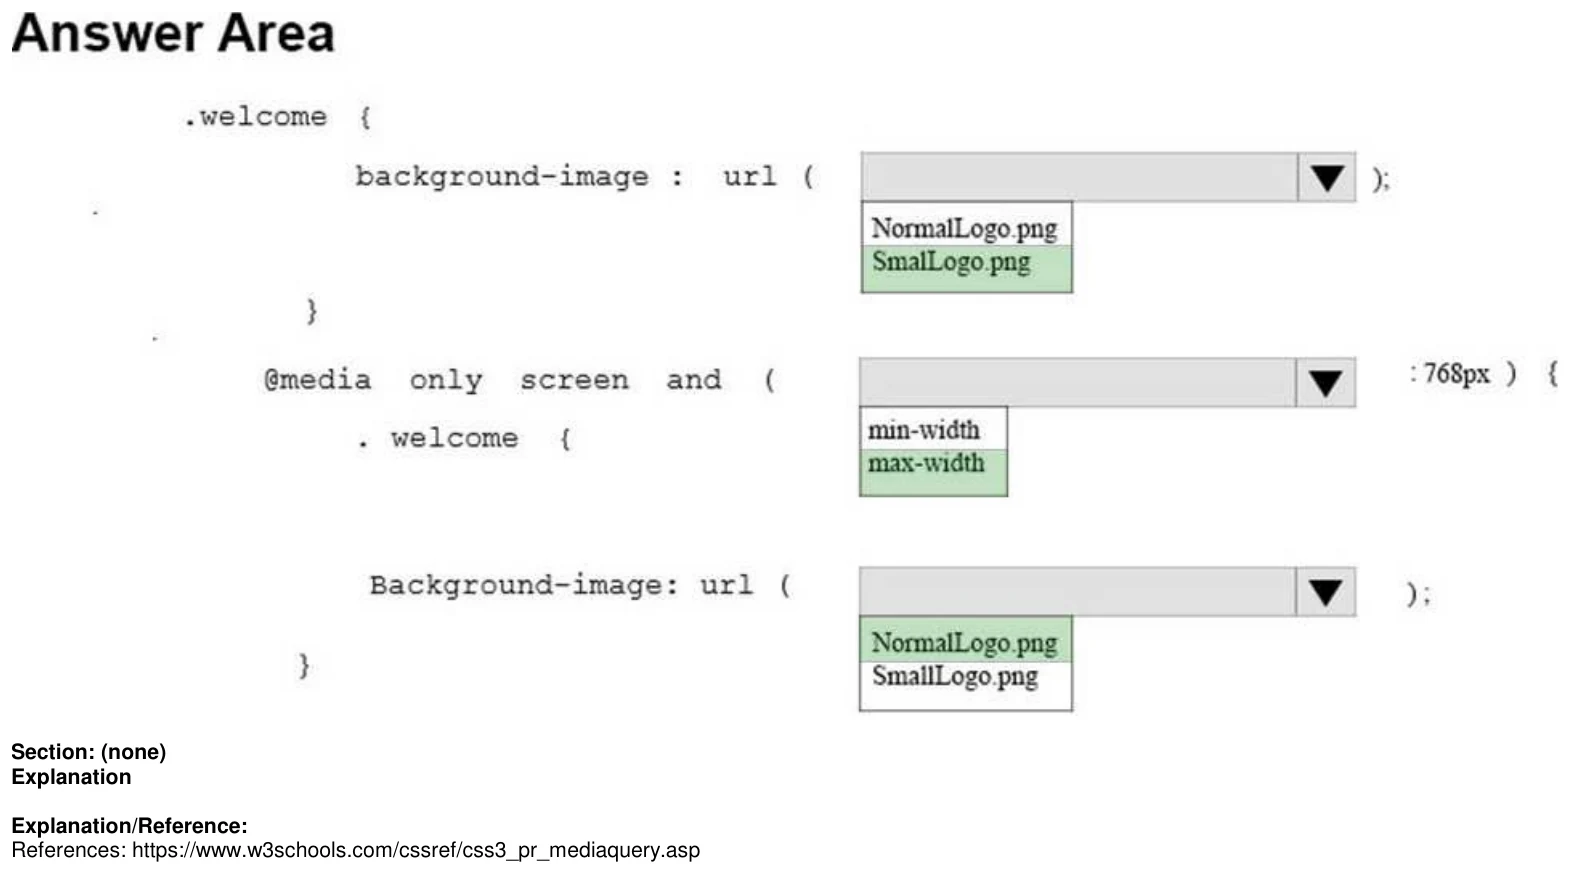 Answer Area
.welcome {
background-image : url ( );
NormalLogo.png
SmalLogo.png
}
@media only screen and ( :768px ) {
min-width
max-width
. welcome {
Background-image: url ( );
NormalLogo.png
SmallLogo.png
}
Section: (none)
Explanation
Explanation/Reference:
References: https://www.w3schools.com/cssref/css3_pr_mediaquery.asp